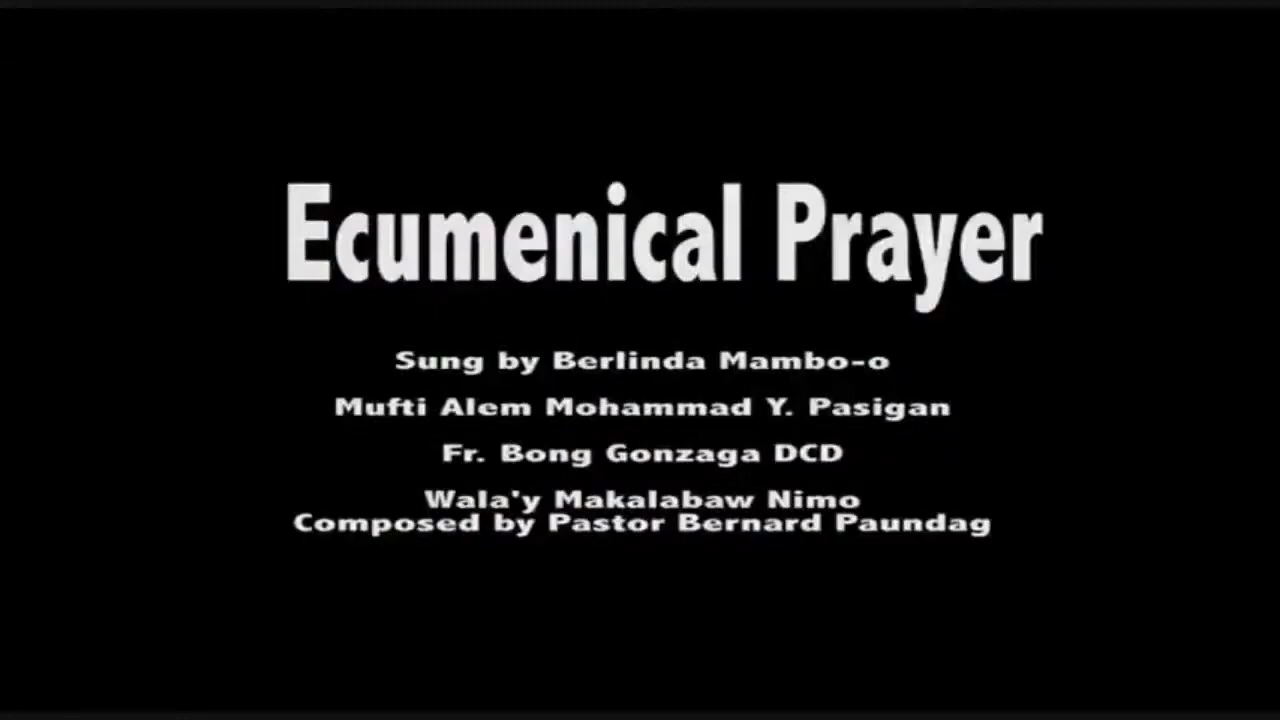 Ecumenical Prayer
Sung by Berlinda Mambo-o
Mufti Alem Mohammad Y. Pasigan
Fr. Bong Gonzaga DCD
Wala'y Makalabaw Nimo
Composed by Pastor Bernard Paundag